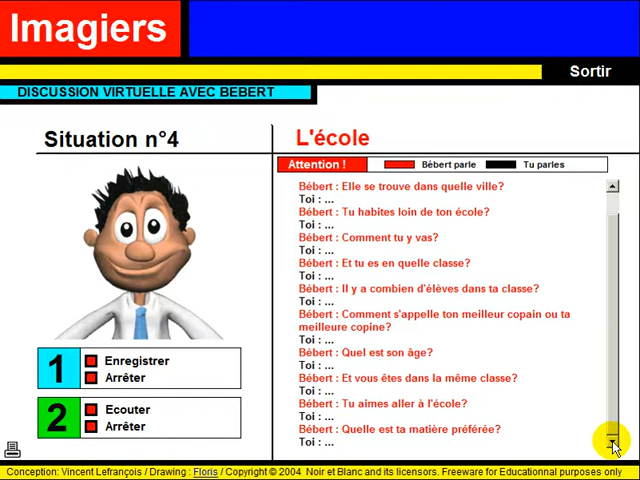 Imagiers
Sortir
DISCUSSION VIRTUELLE AVEC BEBERT
Situation n°4
L'école
Attention !
Bébert parle
Tu parles
Bébert : Elle se trouve dans quelle ville?
Toi : ...
Bébert : Tu habites loin de ton école?
Toi : ...
Bébert : Comment tu y vas?
Toi : ...
Bébert : Et tu es en quelle classe?
Toi : ...
Bébert : Il y a combien d'élèves dans ta classe?
Toi : ...
Bébert : Comment s'appelle ton meilleur copain ou ta
meilleure copine?
Toi : ...
Bébert : Quel est son âge?
Toi : ...
Bébert : Et vous êtes dans la même classe?
Toi : ...
Bébert : Tu aimes aller à l'école?
Toi : ...
Bébert : Quelle est ta matière préférée?
Toi : ...
1
Enregistrer
Arrêter
2
Ecouter
Arrêter
Conception: Vincent Lefrançois / Drawing : Floris / Copyright © 2004 Noir et Blanc and its licensors. Freeware for Educationnal purposes only